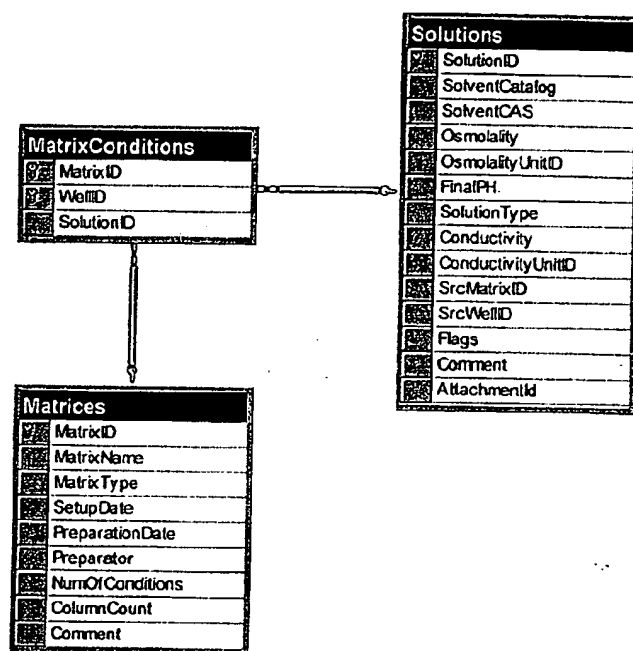 Solutions
SolutionID
SolventCatalog
SolventCAS
Osmolality
OsmolalityUnitID
FinalPH.
SolutionType
Conductivity
ConductivityUnitID
SrcMatrixID
SrcWellID
Flags
Comment
AttachmentId
MatrixConditions
MatrixID
WellID
SolutionID
Matrices
MatrixID
MatrixName
MatrixType
SetupDate
PreparationDate
Preparator
NumOfConditions
ColumnCount
Comment